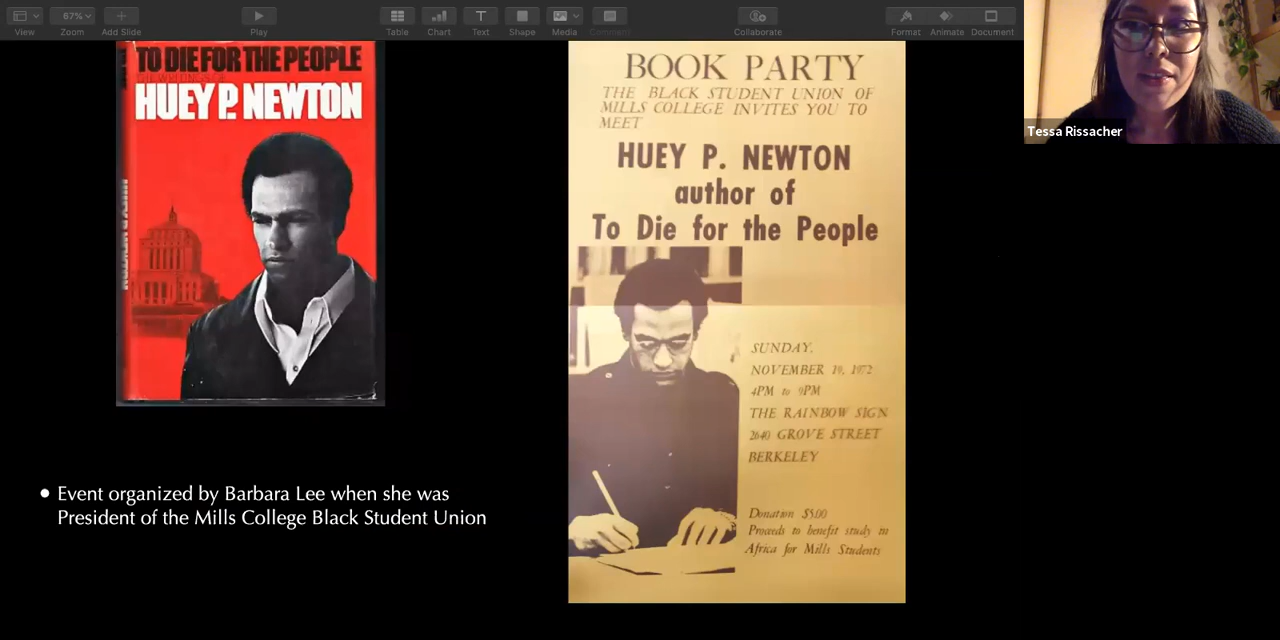 View
67%
Zoom
Add Slide
Play
Table
Chart
Text
Shape
Media
Comment
Collaborate
Format
Animate
Document
TO DIE FOR THE PEOPLE
HUEY P. NEWTON
BOOK PARTY
THE BLACK STUDENT UNION OF
MILLS COLLEGE INVITES YOU TO
MEET
HUEY P. NEWTON
author of
To Die for the People
SUNDAY,
NOVEMBER 19, 1972
4PM to 9PM
THE RAINBOW SIGN
2640 GROVE STREET
BERKELEY
Donation $5.00
Proceeds to benefit study in
Africa for Mills Students
• Event organized by Barbara Lee when she was
President of the Mills College Black Student Union
Tessa Rissacher